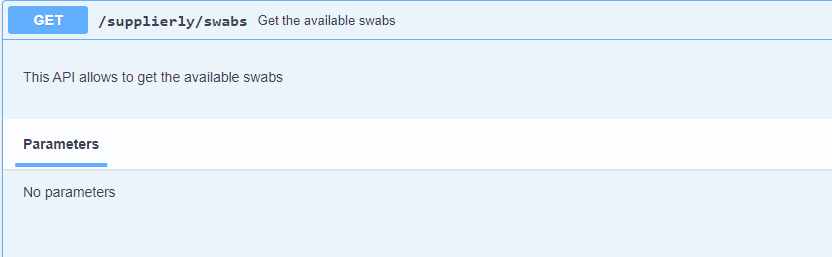 GET /supplierly/swabs Get the available swabs
This API allows to get the available swabs
Parameters
No parameters